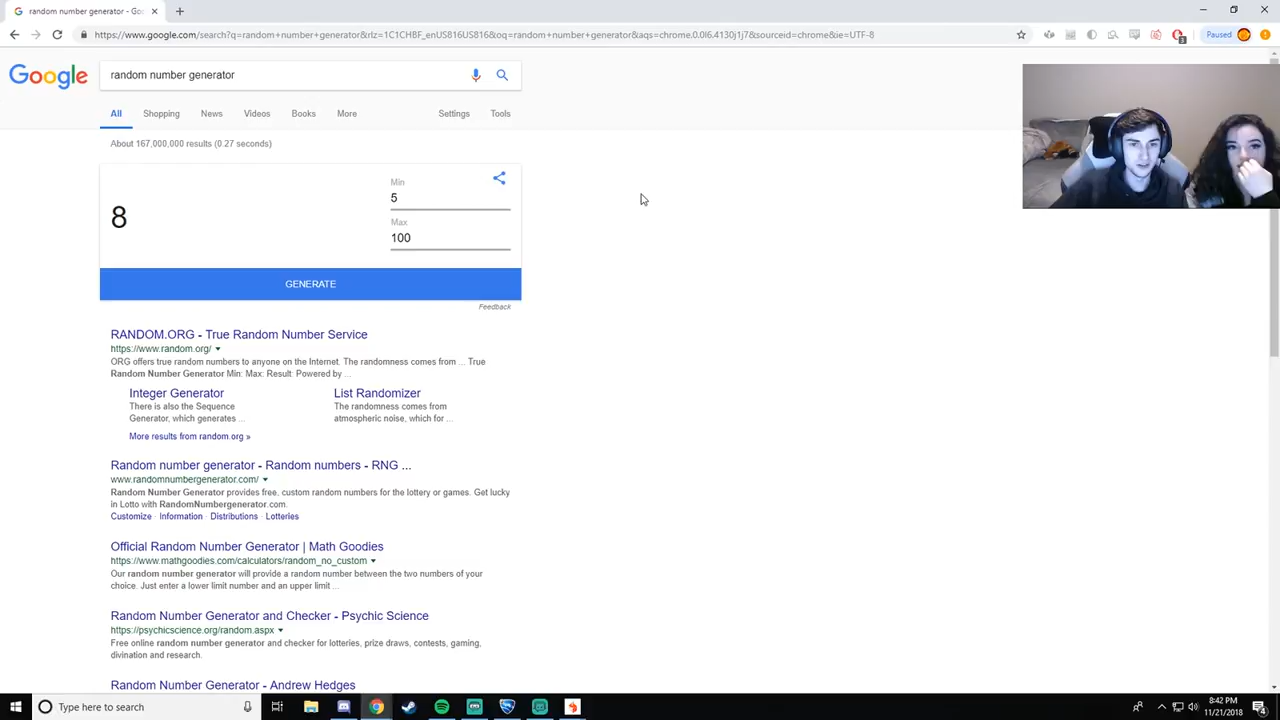 random number generator - Goo
https://www.google.com/search?q=random+number+generator&rlz=1C1CHBF_enUS816US816&oq=random+number+generator&aqs=chrome.0.0l6.4130j1j7&sourceid=chrome&ie=UTF-8
3
Paused
Google
random number generator
All Shopping News Videos Books More Settings Tools
About 167,000,000 results (0.27 seconds)
8
Min
5
Max
100
GENERATE
Feedback
RANDOM.ORG - True Random Number Service
https://www.random.org/
ORG offers true random numbers to anyone on the Internet. The randomness comes from ... True
Random Number Generator Min: Max: Result: Powered by ...
Integer Generator
There is also the Sequence
Generator, which generates ...
List Randomizer
The randomness comes from
atmospheric noise, which for ...
More results from random.org »
Random number generator - Random numbers - RNG ...
www.randomnumbergenerator.com/
Random Number Generator provides free, custom random numbers for the lottery or games. Get lucky
in Lotto with RandomNumbergenerator.com.
Customize · Information · Distributions · Lotteries
Official Random Number Generator | Math Goodies
https://www.mathgoodies.com/calculators/random_no_custom
Our random number generator will provide a random number between the two numbers of your
choice. Just enter a lower limit number and an upper limit ...
Random Number Generator and Checker - Psychic Science
https://psychicscience.org/random.aspx
Free online random number generator and checker for lotteries, prize draws, contests, gaming,
divination and research.
Random Number Generator - Andrew Hedges
Type here to search
8:42 PM
11/21/2018
4